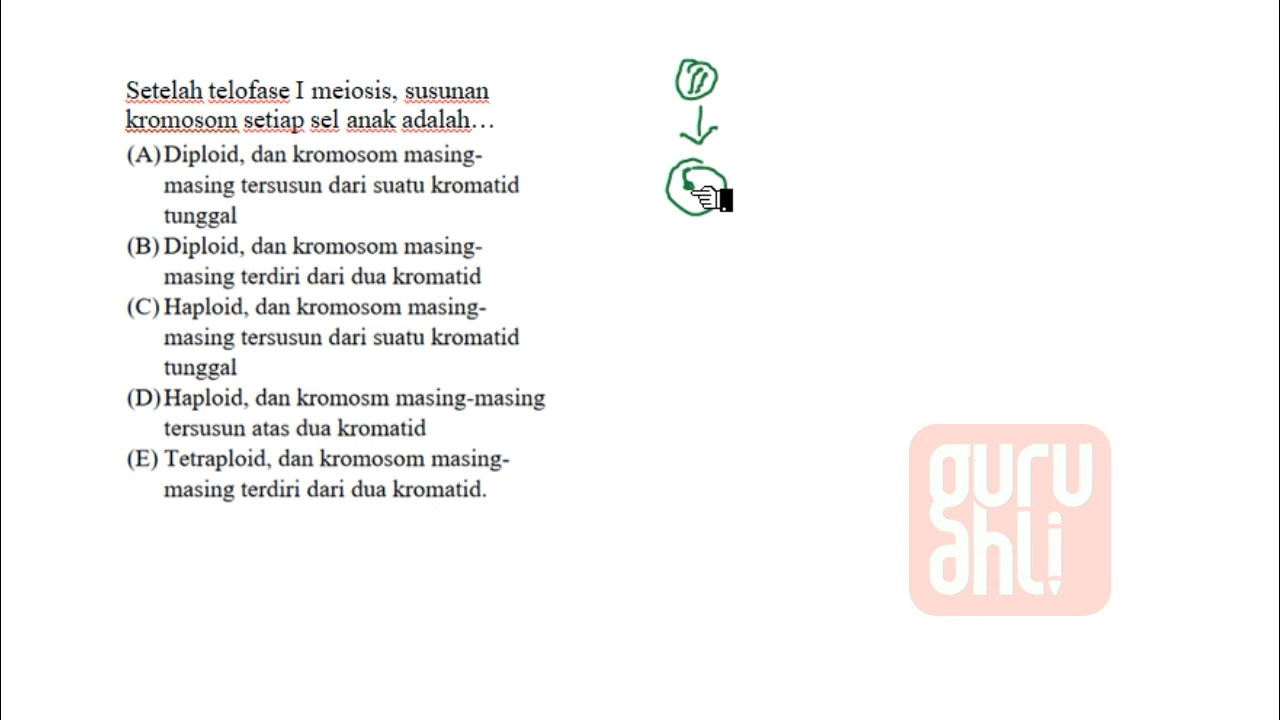 Setelah telofase I meiosis, susunan
kromosom setiap sel anak adalah…
(A) Diploid, dan kromosom masing-
masing tersusun dari suatu kromatid
tunggal
(B) Diploid, dan kromosom masing-
masing terdiri dari dua kromatid
(C) Haploid, dan kromosom masing-
masing tersusun dari suatu kromatid
tunggal
(D) Haploid, dan kromosm masing-masing
tersusun atas dua kromatid
(E) Tetraploid, dan kromosom masing-
masing terdiri dari dua kromatid.
guru
ahli